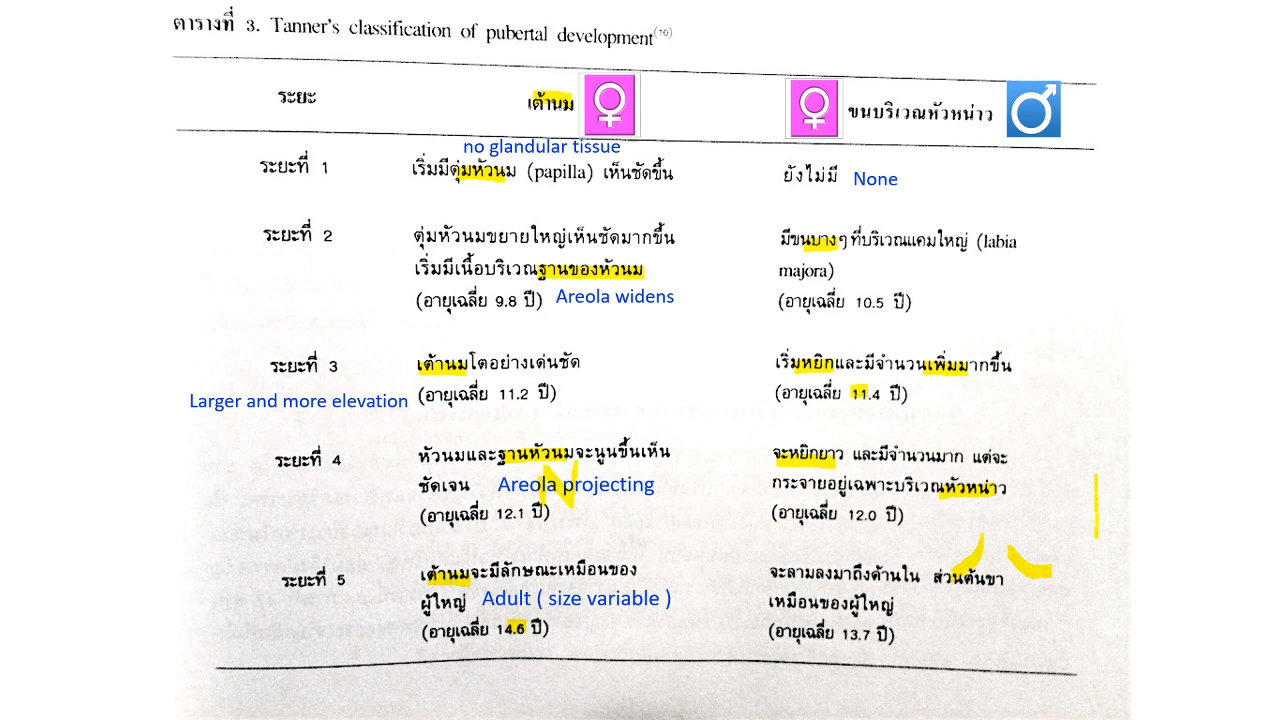 ตารางที่ 3. Tanner's classification of pubertal development(10)
ระยะ เต้านม ♀ ♀ ขนบริเวณหัวหน่าว ♂
no glandular tissue
ระยะที่ 1 เริ่มมีตุ่มหัวนม (papilla) เห็นชัดขึ้น ยังไม่มี None
ระยะที่ 2 ตุ่มหัวนมขยายใหญ่เห็นชัดมากขึ้น มีขนบางๆ ที่บริเวณแคมใหญ่ (labia
เริ่มมีเนื้อบริเวณฐานของหัวนม majora)
(อายุเฉลี่ย 9.8 ปี) Areola widens (อายุเฉลี่ย 10.5 ปี)
ระยะที่ 3 เต้านมโตอย่างเด่นชัด เริ่มหยิกและมีจำนวนเพิ่มมากขึ้น
Larger and more elevation (อายุเฉลี่ย 11.2 ปี) (อายุเฉลี่ย 11.4 ปี)
ระยะที่ 4 หัวนมและฐานหัวนมจะนูนขึ้นเห็น จะหยิกยาว และมีจำนวนมาก แต่จะ
ชัดเจน Areola projecting กระจายอยู่เฉพาะบริเวณหัวหน่าว
(อายุเฉลี่ย 12.1 ปี) (อายุเฉลี่ย 12.0 ปี)
ระยะที่ 5 เต้านมจะมีลักษณะเหมือนของ จะลามลงมาถึงด้านใน ส่วนต้นขา
ผู้ใหญ่ Adult ( size variable ) เหมือนของผู้ใหญ่
(อายุเฉลี่ย 14.6 ปี) (อายุเฉลี่ย 13.7 ปี)